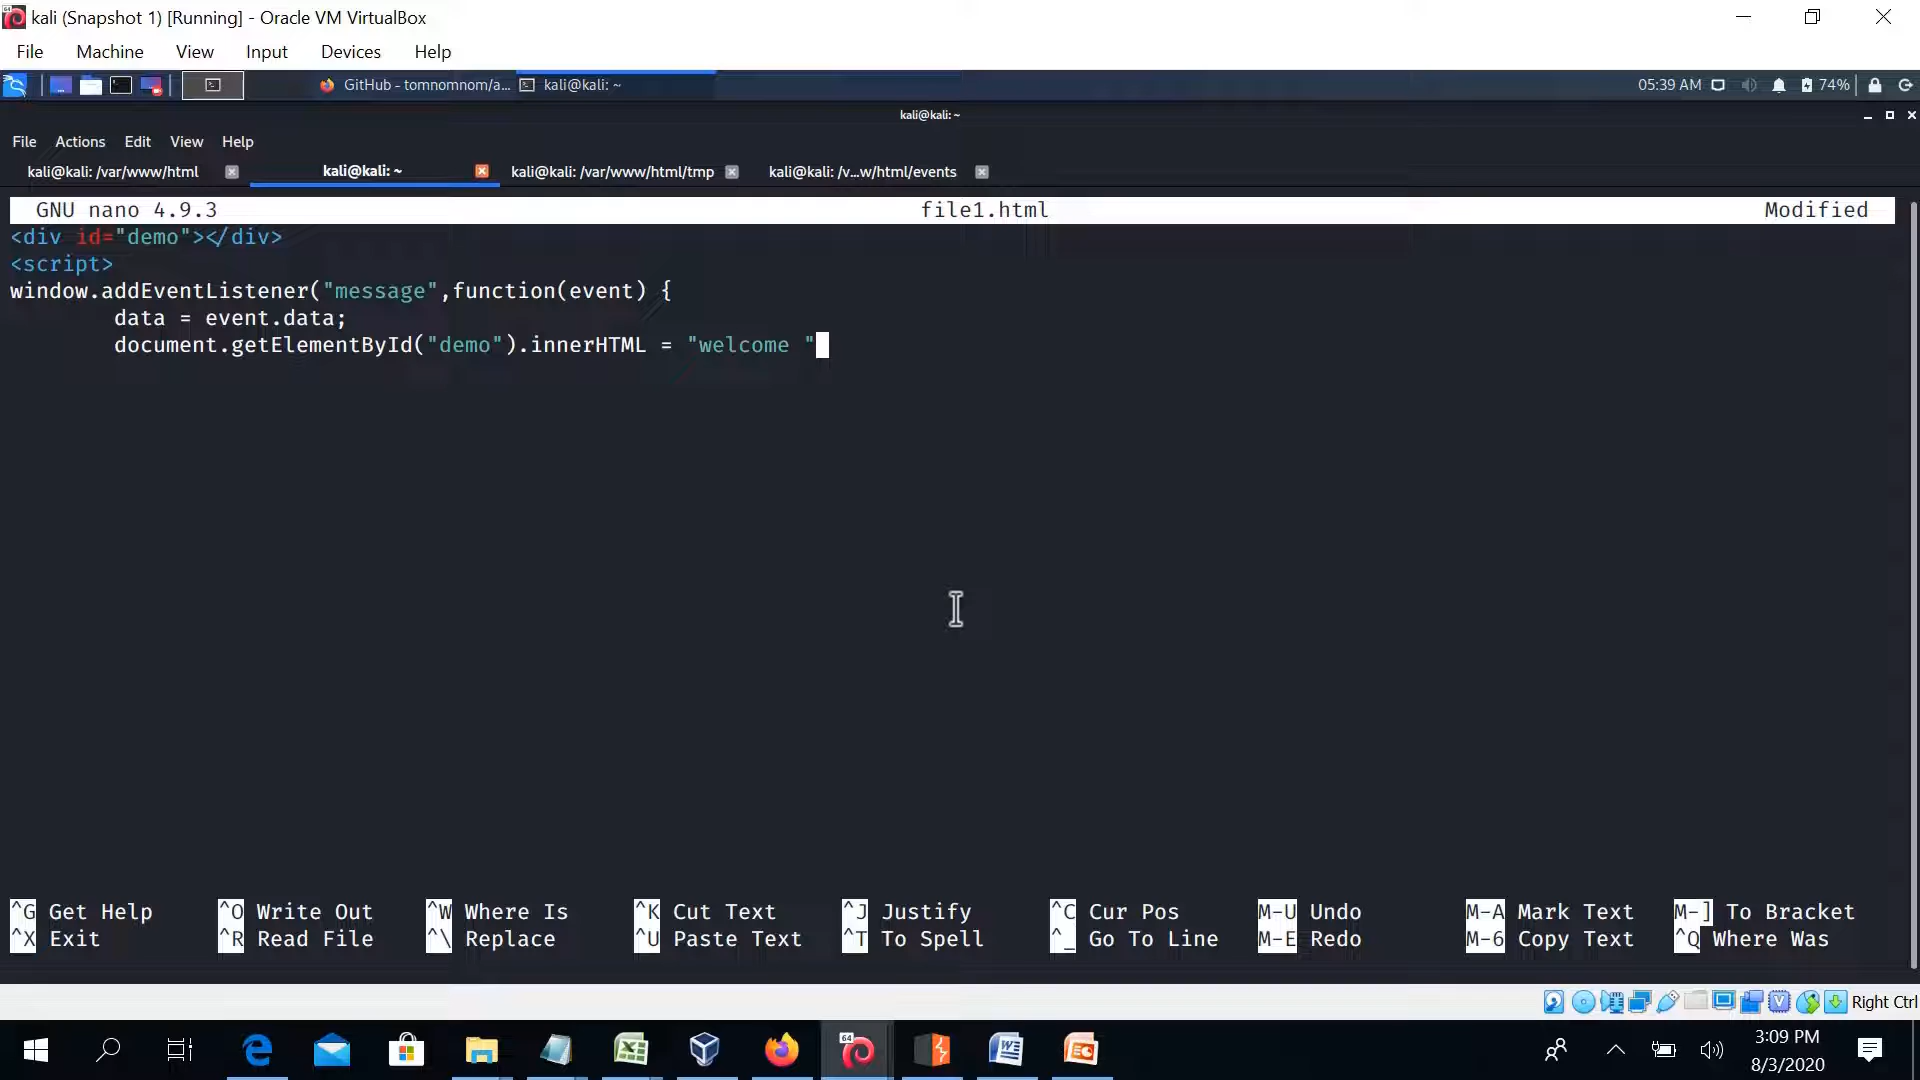 kali (Snapshot 1) [Running] - Oracle VM VirtualBox
File Machine View Input Devices Help
GitHub - tomnomnom/a... kali@kali: ~ 05:39 AM 74%
kali@kali: ~
File Actions Edit View Help
kali@kali: /var/www/html kali@kali: ~ kali@kali: /var/www/html/tmp kali@kali: /v...w/html/events
GNU nano 4.9.3 file1.html Modified
<div id="demo"></div>
<script>
window.addEventListener("message",function(event) {
data = event.data;
document.getElementById("demo").innerHTML = "welcome "
^G Get Help ^O Write Out ^W Where Is ^K Cut Text ^J Justify ^C Cur Pos M-U Undo M-A Mark Text M-] To Bracket
^X Exit ^R Read File ^\ Replace ^U Paste Text ^T To Spell ^_ Go To Line M-E Redo M-6 Copy Text ^Q Where Was
Right Ctrl
64
3:09 PM
8/3/2020